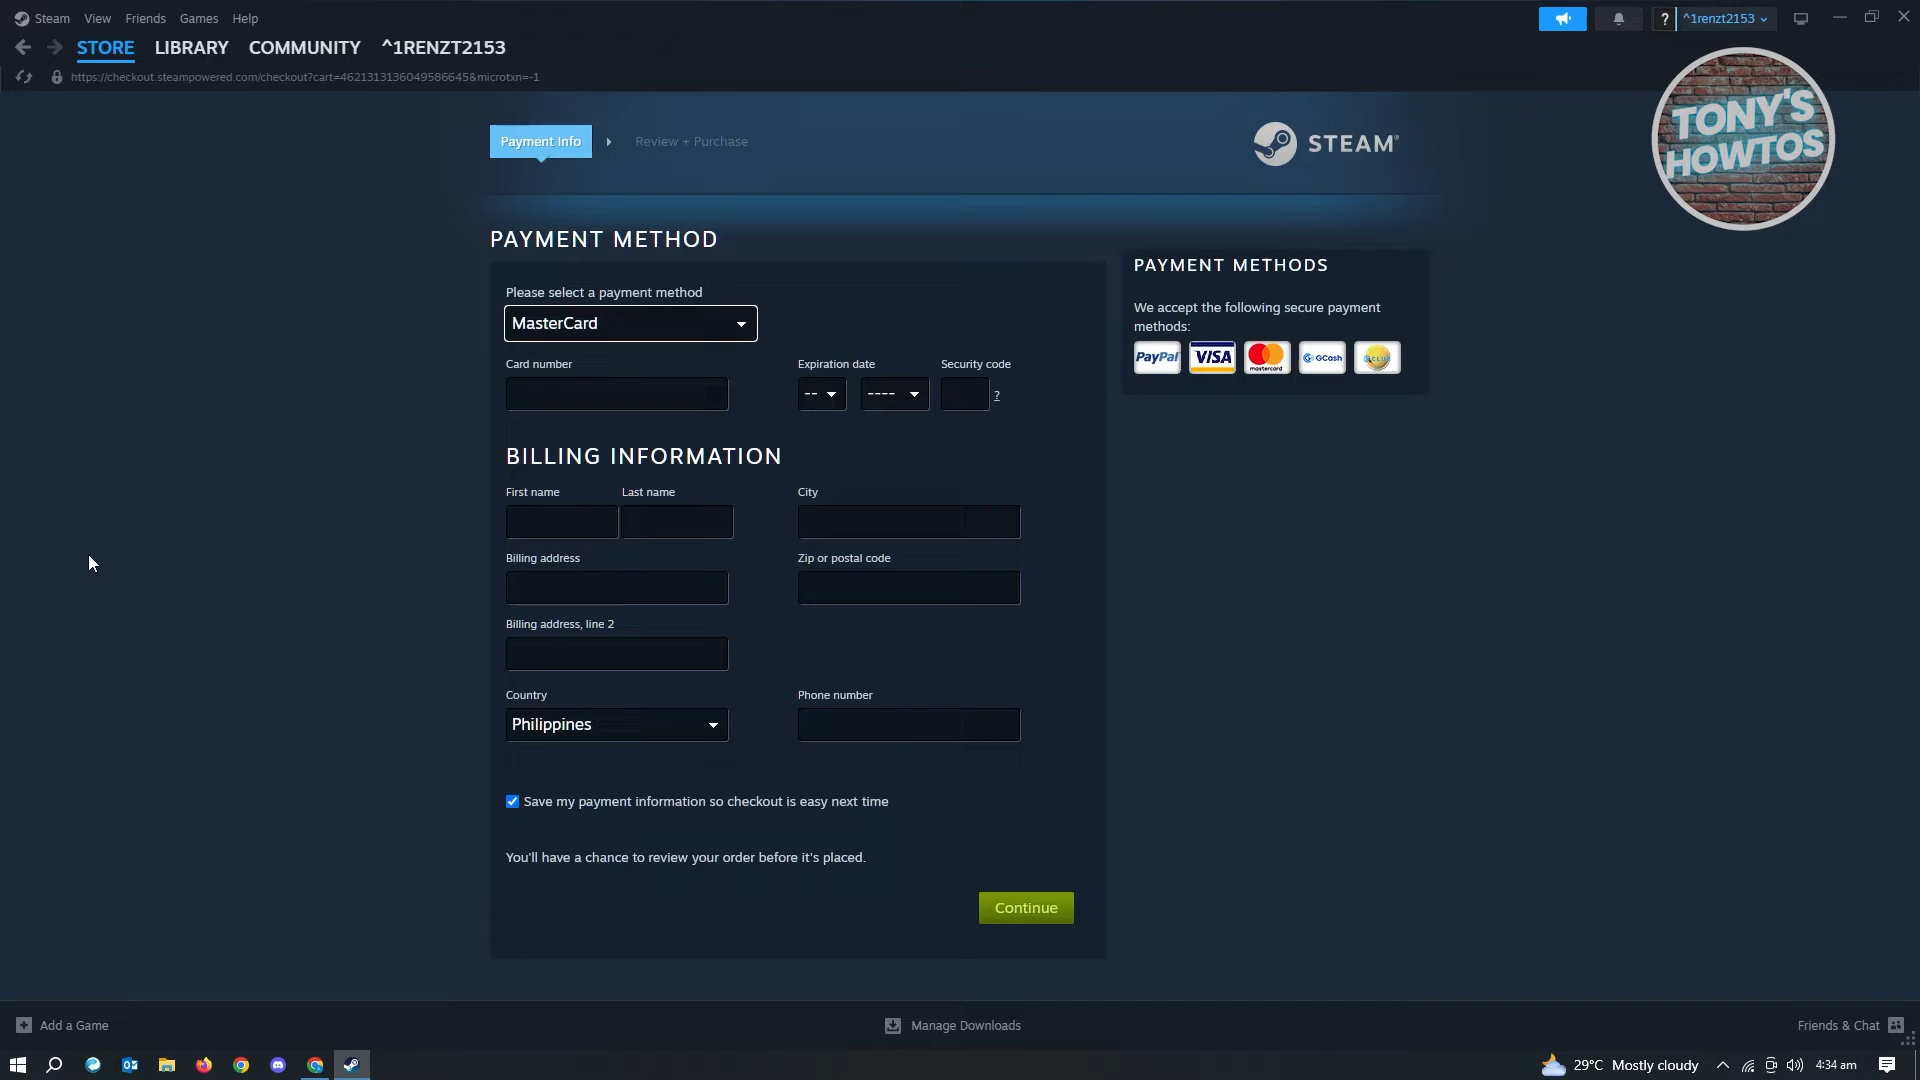 Steam View Friends Games Help
? ^1renzt2153
STORE LIBRARY COMMUNITY ^1RENZT2153
https://checkout.steampowered.com/checkout?cart=4621313136049586645&microtxn=-1
TONY'S
HOWTOS
Payment Info Review + Purchase
STEAM®
PAYMENT METHOD
PAYMENT METHODS
Please select a payment method
We accept the following secure payment
methods:
MasterCard
PayPal VISA mastercard GCash
Card number Expiration date Security code
-- ---- ?
BILLING INFORMATION
First name Last name City
Billing address Zip or postal code
Billing address, line 2
Country Phone number
Philippines
Save my payment information so checkout is easy next time
You'll have a chance to review your order before it's placed.
Continue
Add a Game Manage Downloads Friends & Chat
29°C Mostly cloudy 4:34 am